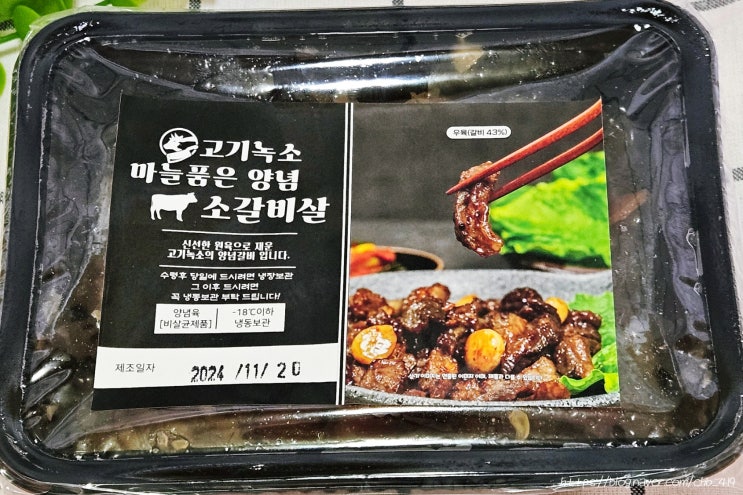 고기녹소
마늘품은 양념
소갈비살
신선한 원육으로 재운
고기녹소의 양념갈비 입니다.
수령후 당일에 드시려면 냉장보관
그 이후 드시려면
꼭 냉동보관 부탁 드립니다!
양념육
[비살균제품]
-18℃이하
냉동보관
제조일자
2024 /11/ 20
우육(갈비 43%)